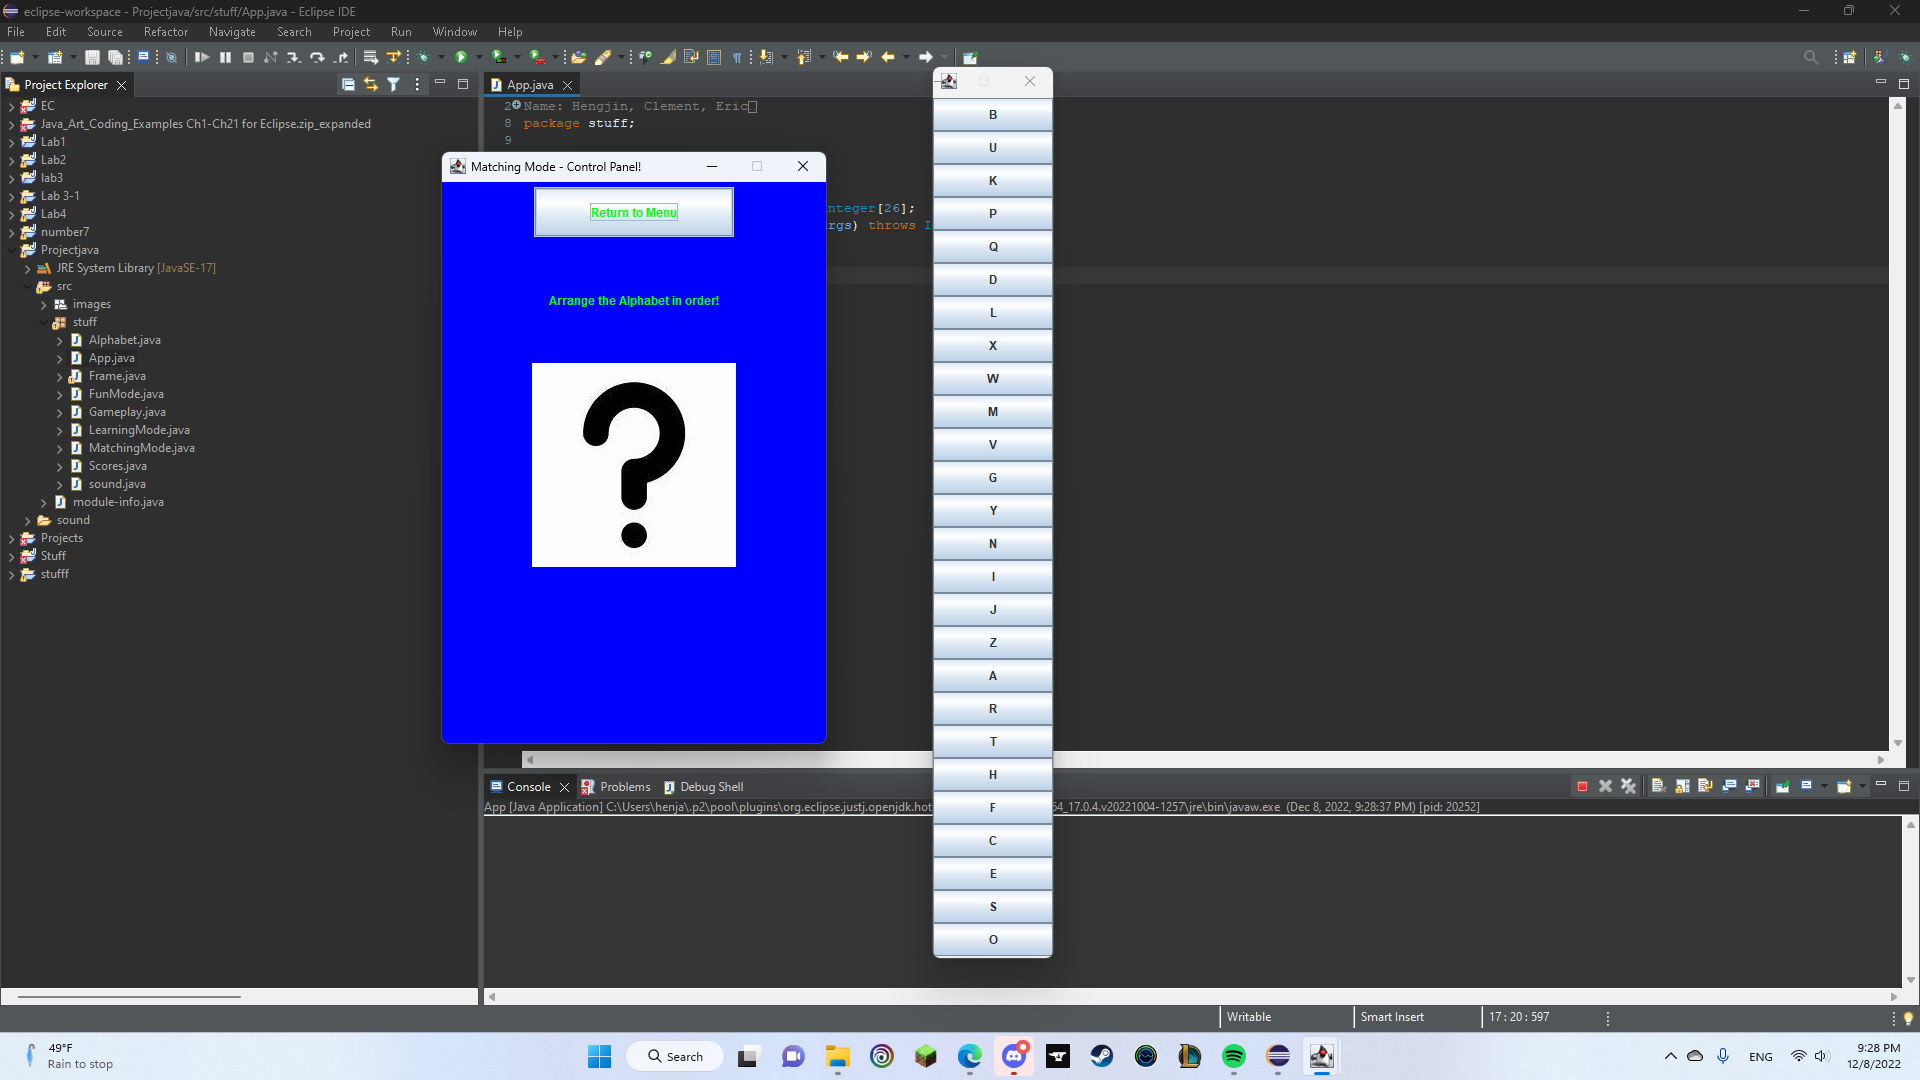 eclipse-workspace - Projectjava/src/stuff/App.java - Eclipse IDE
File Edit Source Refactor Navigate Search Project Run Window Help
Project Explorer
EC
Java_Art_Coding_Examples Ch1-Ch21 for Eclipse.zip_expanded
Lab1
Lab2
lab3
Lab 3-1
Lab4
number7
Projectjava
JRE System Library [JavaSE-17]
src
images
stuff
Alphabet.java
App.java
Frame.java
FunMode.java
Gameplay.java
LearningMode.java
MatchingMode.java
Scores.java
sound.java
module-info.java
sound
Projects
Stuff
stufff
App.java
2 Name: Hengjin, Clement, Eric
8 package stuff;
9
nteger[26];
rgs) throws I
Matching Mode - Control Panel!
Return to Menu
Arrange the Alphabet in order!
?
B
U
K
P
Q
D
L
X
W
M
V
G
Y
N
I
J
Z
A
R
T
H
F
C
E
S
O
Console Problems Debug Shell
App [Java Application] C:\Users\henja\.p2\pool\plugins\org.eclipse.justj.openjdk.hot 64_17.0.4.v20221004-1257\jre\bin\javaw.exe (Dec 8, 2022, 9:28:37 PM) [pid: 20252]
Writable Smart Insert 17 : 20 : 597
49°F
Rain to stop
Search
ENG
9:28 PM
12/8/2022